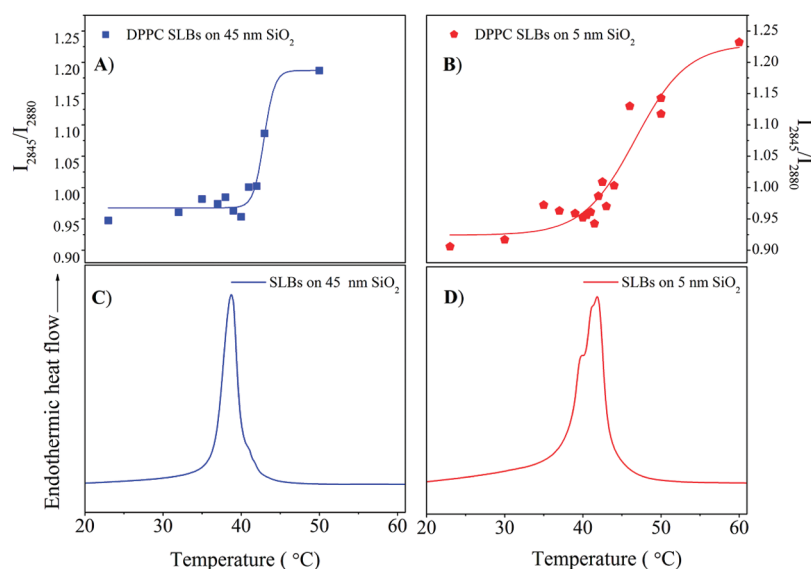 DPPC SLBs on 45 nm SiO2
A)
1.25
1.20
1.15
1.10
1.05
1.00
0.95
0.90
I2845/I2880
DPPC SLBs on 5 nm SiO2
B)
1.25
1.20
1.15
1.10
1.05
1.00
0.95
0.90
I2845/I2880
C)
SLBs on 45 nm SiO2
Endothermic heat flow
20 30 40 50 60
Temperature ( °C)
D)
SLBs on 5 nm SiO2
20 30 40 50 60
Temperature ( °C)